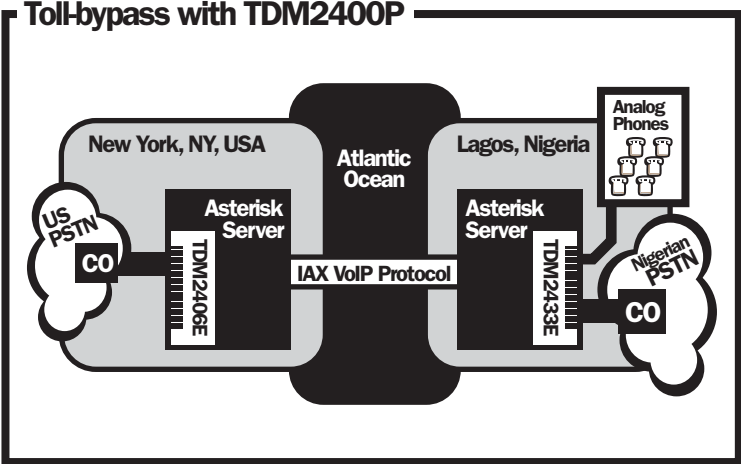 Toll-bypass with TDM2400P
New York, NY, USA
Atlantic
Ocean
Lagos, Nigeria
Analog
Phones
US
PSTN
CO
Asterisk
Server
TDM2406E
IAX VoIP Protocol
Asterisk
Server
TDM2433E
Nigerian
PSTN
CO